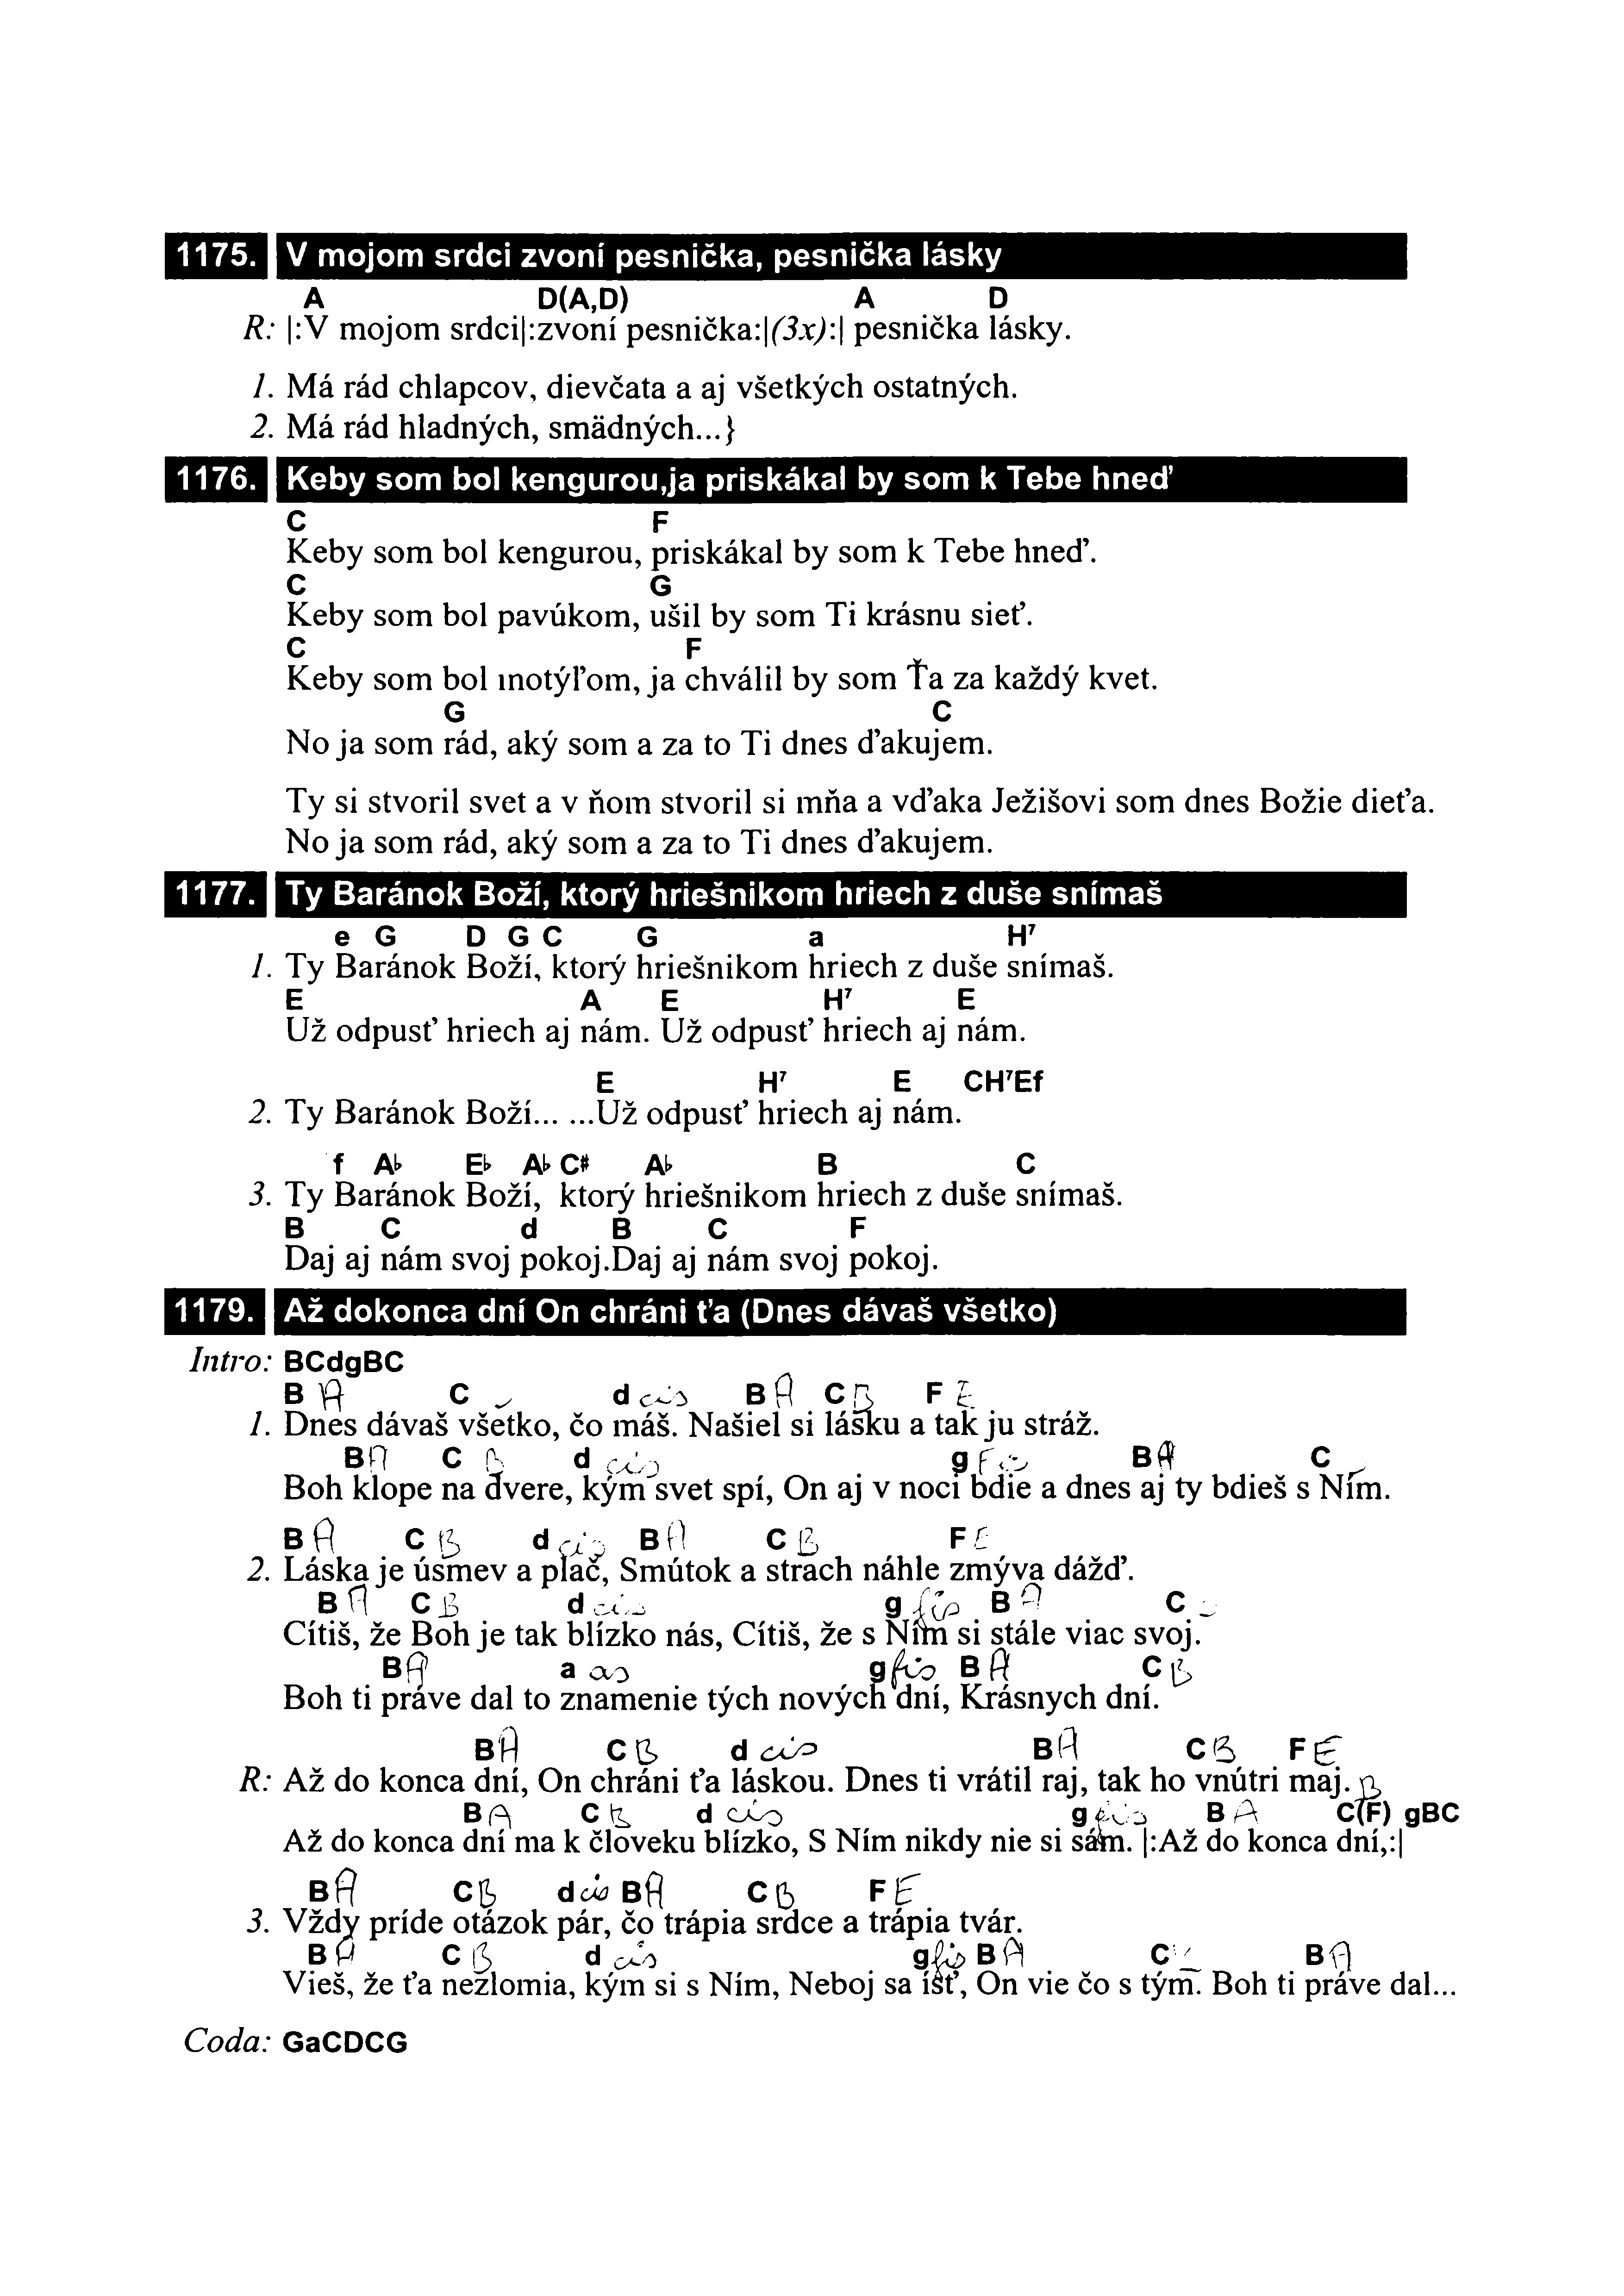 1175. V mojom srdci zvoní pesnička, pesnička lásky
A D(A,D) A D
R: |:V mojom srdci|:zvoní pesnička:|(3x):| pesnička lásky.
1. Má rád chlapcov, dievčata a aj všetkých ostatných.
2. Má rád hladných, smädných...}
1176. Keby som bol kengurou,ja priskákal by som k Tebe hneď
C F
Keby som bol kengurou, priskákal by som k Tebe hneď.
C G
Keby som bol pavúkom, ušil by som Ti krásnu sieť.
C F
Keby som bol motýľom, ja chválil by som Ťa za každý kvet.
G C
No ja som rád, aký som a za to Ti dnes ďakujem.
Ty si stvoril svet a v ňom stvoril si mňa a vďaka Ježišovi som dnes Božie dieťa.
No ja som rád, aký som a za to Ti dnes ďakujem.
1177. Ty Baránok Boží, ktorý hriešnikom hriech z duše snímaš
e G D G C G a H7
1. Ty Baránok Boží, ktorý hriešnikom hriech z duše snímaš.
E A E H7 E
Už odpusť hriech aj nám. Už odpusť hriech aj nám.
E H7 E CH7Ef
2. Ty Baránok Boží... ...Už odpusť hriech aj nám.
f A♭ E♭ A♭ C# A♭ B C
3. Ty Baránok Boží, ktorý hriešnikom hriech z duše snímaš.
B C d B C F
Daj aj nám svoj pokoj.Daj aj nám svoj pokoj.
1179. Až dokonca dní On chráni ťa (Dnes dávaš všetko)
Intro: BCdgBC
B A C d cis B A C B F E
1. Dnes dávaš všetko, čo máš. Našiel si lásku a tak ju stráž.
B A C B d cis g fis B A C
Boh klope na dvere, kým svet spí, On aj v noci bdie a dnes aj ty bdieš s Ním.
B A C B d cis B A C B F E
2. Láska je úsmev a plač, Smútok a strach náhle zmýva dážď.
B A C B d cis g fis B A C
Cítiš, že Boh je tak blízko nás, Cítiš, že s Ním si stále viac svoj.
B A a as g fis B A C B
Boh ti práve dal to znamenie tých nových dní, Krásnych dní.
B A C B d cis B A C B F E
R: Až do konca dní, On chráni ťa láskou. Dnes ti vrátil raj, tak ho vnútri maj.
B A C B d cis g fis B A B C(F) gBC
Až do konca dní ma k človeku blízko, S Ním nikdy nie si sám. |:Až do konca dní,:|
B A C B d cis B A C B F E
3. Vždy príde otázok pár, čo trápia srdce a trápia tvár.
B A C B d cis g fis B A C B A
Vieš, že ťa nezlomia, kým si s Ním, Neboj sa ísť, On vie čo s tým. Boh ti práve dal...
Coda: GaCDCG